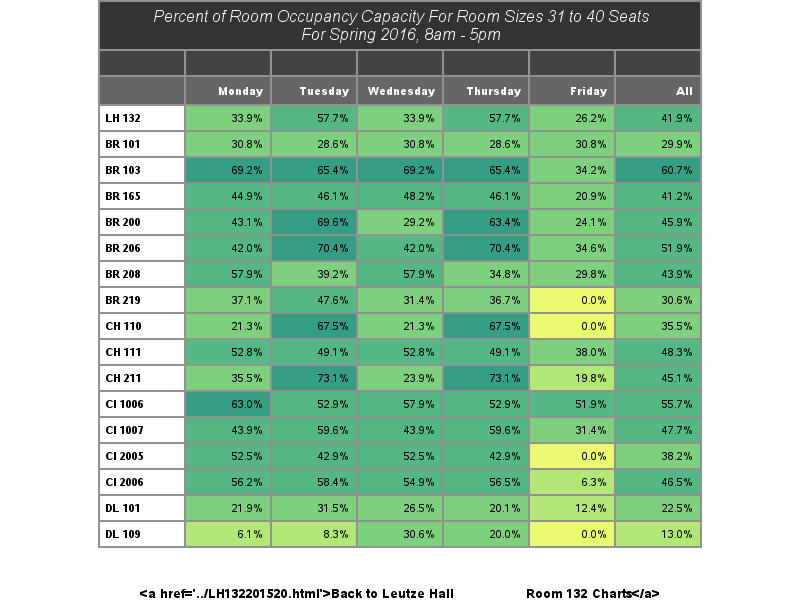 Percent of Room Occupancy Capacity For Room Sizes 31 to 40 Seats
For Spring 2016, 8am - 5pm
Monday Tuesday Wednesday Thursday Friday All
LH 132 33.9% 57.7% 33.9% 57.7% 26.2% 41.9%
BR 101 30.8% 28.6% 30.8% 28.6% 30.8% 29.9%
BR 103 69.2% 65.4% 69.2% 65.4% 34.2% 60.7%
BR 165 44.9% 46.1% 48.2% 46.1% 20.9% 41.2%
BR 200 43.1% 69.6% 29.2% 63.4% 24.1% 45.9%
BR 206 42.0% 70.4% 42.0% 70.4% 34.6% 51.9%
BR 208 57.9% 39.2% 57.9% 34.8% 29.8% 43.9%
BR 219 37.1% 47.6% 31.4% 36.7% 0.0% 30.6%
CH 110 21.3% 67.5% 21.3% 67.5% 0.0% 35.5%
CH 111 52.8% 49.1% 52.8% 49.1% 38.0% 48.3%
CH 211 35.5% 73.1% 23.9% 73.1% 19.8% 45.1%
CI 1006 63.0% 52.9% 57.9% 52.9% 51.9% 55.7%
CI 1007 43.9% 59.6% 43.9% 59.6% 31.4% 47.7%
CI 2005 52.5% 42.9% 52.5% 42.9% 0.0% 38.2%
CI 2006 56.2% 58.4% 54.9% 56.5% 6.3% 46.5%
DL 101 21.9% 31.5% 26.5% 20.1% 12.4% 22.5%
DL 109 6.1% 8.3% 30.6% 20.0% 0.0% 13.0%
<a href='../LH132201520.html'>Back to Leutze Hall Room 132 Charts</a>